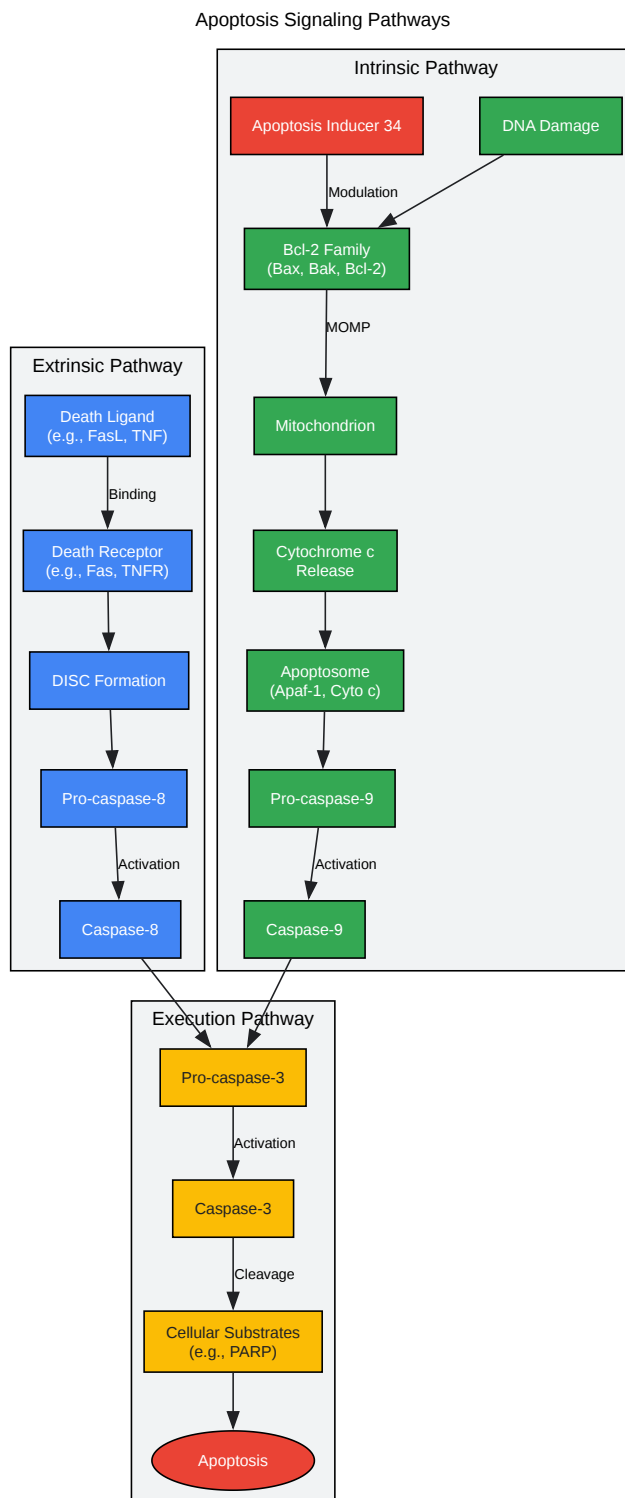 Apoptosis Signaling Pathways
Intrinsic Pathway
Apoptosis Inducer 34
DNA Damage
Modulation
Bcl-2 Family
(Bax, Bak, Bcl-2)
MOMP
Mitochondrion
Cytochrome c
Release
Apoptosome
(Apaf-1, Cyto c)
Pro-caspase-9
Activation
Caspase-9
Extrinsic Pathway
Death Ligand
(e.g., FasL, TNF)
Binding
Death Receptor
(e.g., Fas, TNFR)
DISC Formation
Pro-caspase-8
Activation
Caspase-8
Execution Pathway
Pro-caspase-3
Activation
Caspase-3
Cleavage
Cellular Substrates
(e.g., PARP)
Apoptosis